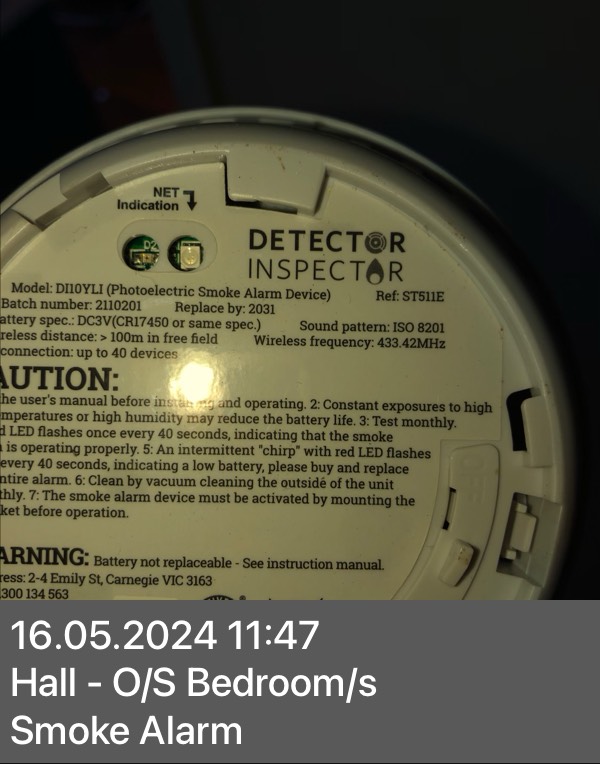 NET
Indication
D2
DETECTOR
INSPECTOR
Model: DI10YLI (Photoelectric Smoke Alarm Device) Ref: ST511E
Batch number: 2110201 Replace by: 2031
attery spec.: DC3V(CR17450 or same spec.) Sound pattern: ISO 8201
reless distance: > 100m in free field Wireless frequency: 433.42MHz
connection: up to 40 devices
AUTION:
he user's manual before installing and operating. 2: Constant exposures to high
mperatures or high humidity may reduce the battery life. 3: Test monthly.
d LED flashes once every 40 seconds, indicating that the smoke
is operating properly. 5: An intermittent "chirp" with red LED flashes
every 40 seconds, indicating a low battery, please buy and replace
ntire alarm. 6: Clean by vacuum cleaning the outside of the unit
thly. 7: The smoke alarm device must be activated by mounting the
ket before operation.
ARNING: Battery not replaceable - See instruction manual.
ress: 2-4 Emily St, Carnegie VIC 3163
300 134 563
16.05.2024 11:47
Hall - O/S Bedroom/s
Smoke Alarm